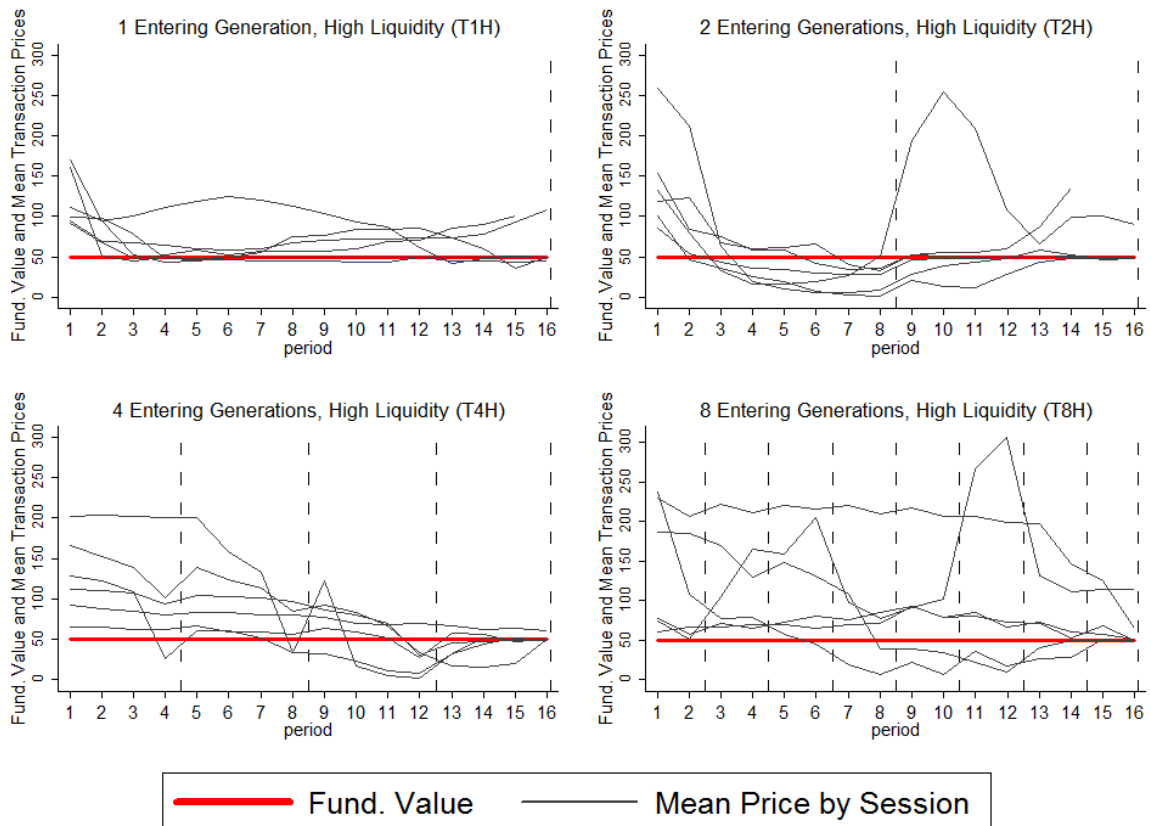 1 Entering Generation, High Liquidity (T1H)
Fund. Value and Mean Transaction Prices
300
250
200
150
100
50
0
1 2 3 4 5 6 7 8 9 10 11 12 13 14 15 16
period
2 Entering Generations, High Liquidity (T2H)
Fund. Value and Mean Transaction Prices
300
250
200
150
100
50
0
1 2 3 4 5 6 7 8 9 10 11 12 13 14 15 16
period
4 Entering Generations, High Liquidity (T4H)
Fund. Value and Mean Transaction Prices
300
250
200
150
100
50
0
1 2 3 4 5 6 7 8 9 10 11 12 13 14 15 16
period
8 Entering Generations, High Liquidity (T8H)
Fund. Value and Mean Transaction Prices
300
250
200
150
100
50
0
1 2 3 4 5 6 7 8 9 10 11 12 13 14 15 16
period
Fund. Value
Mean Price by Session